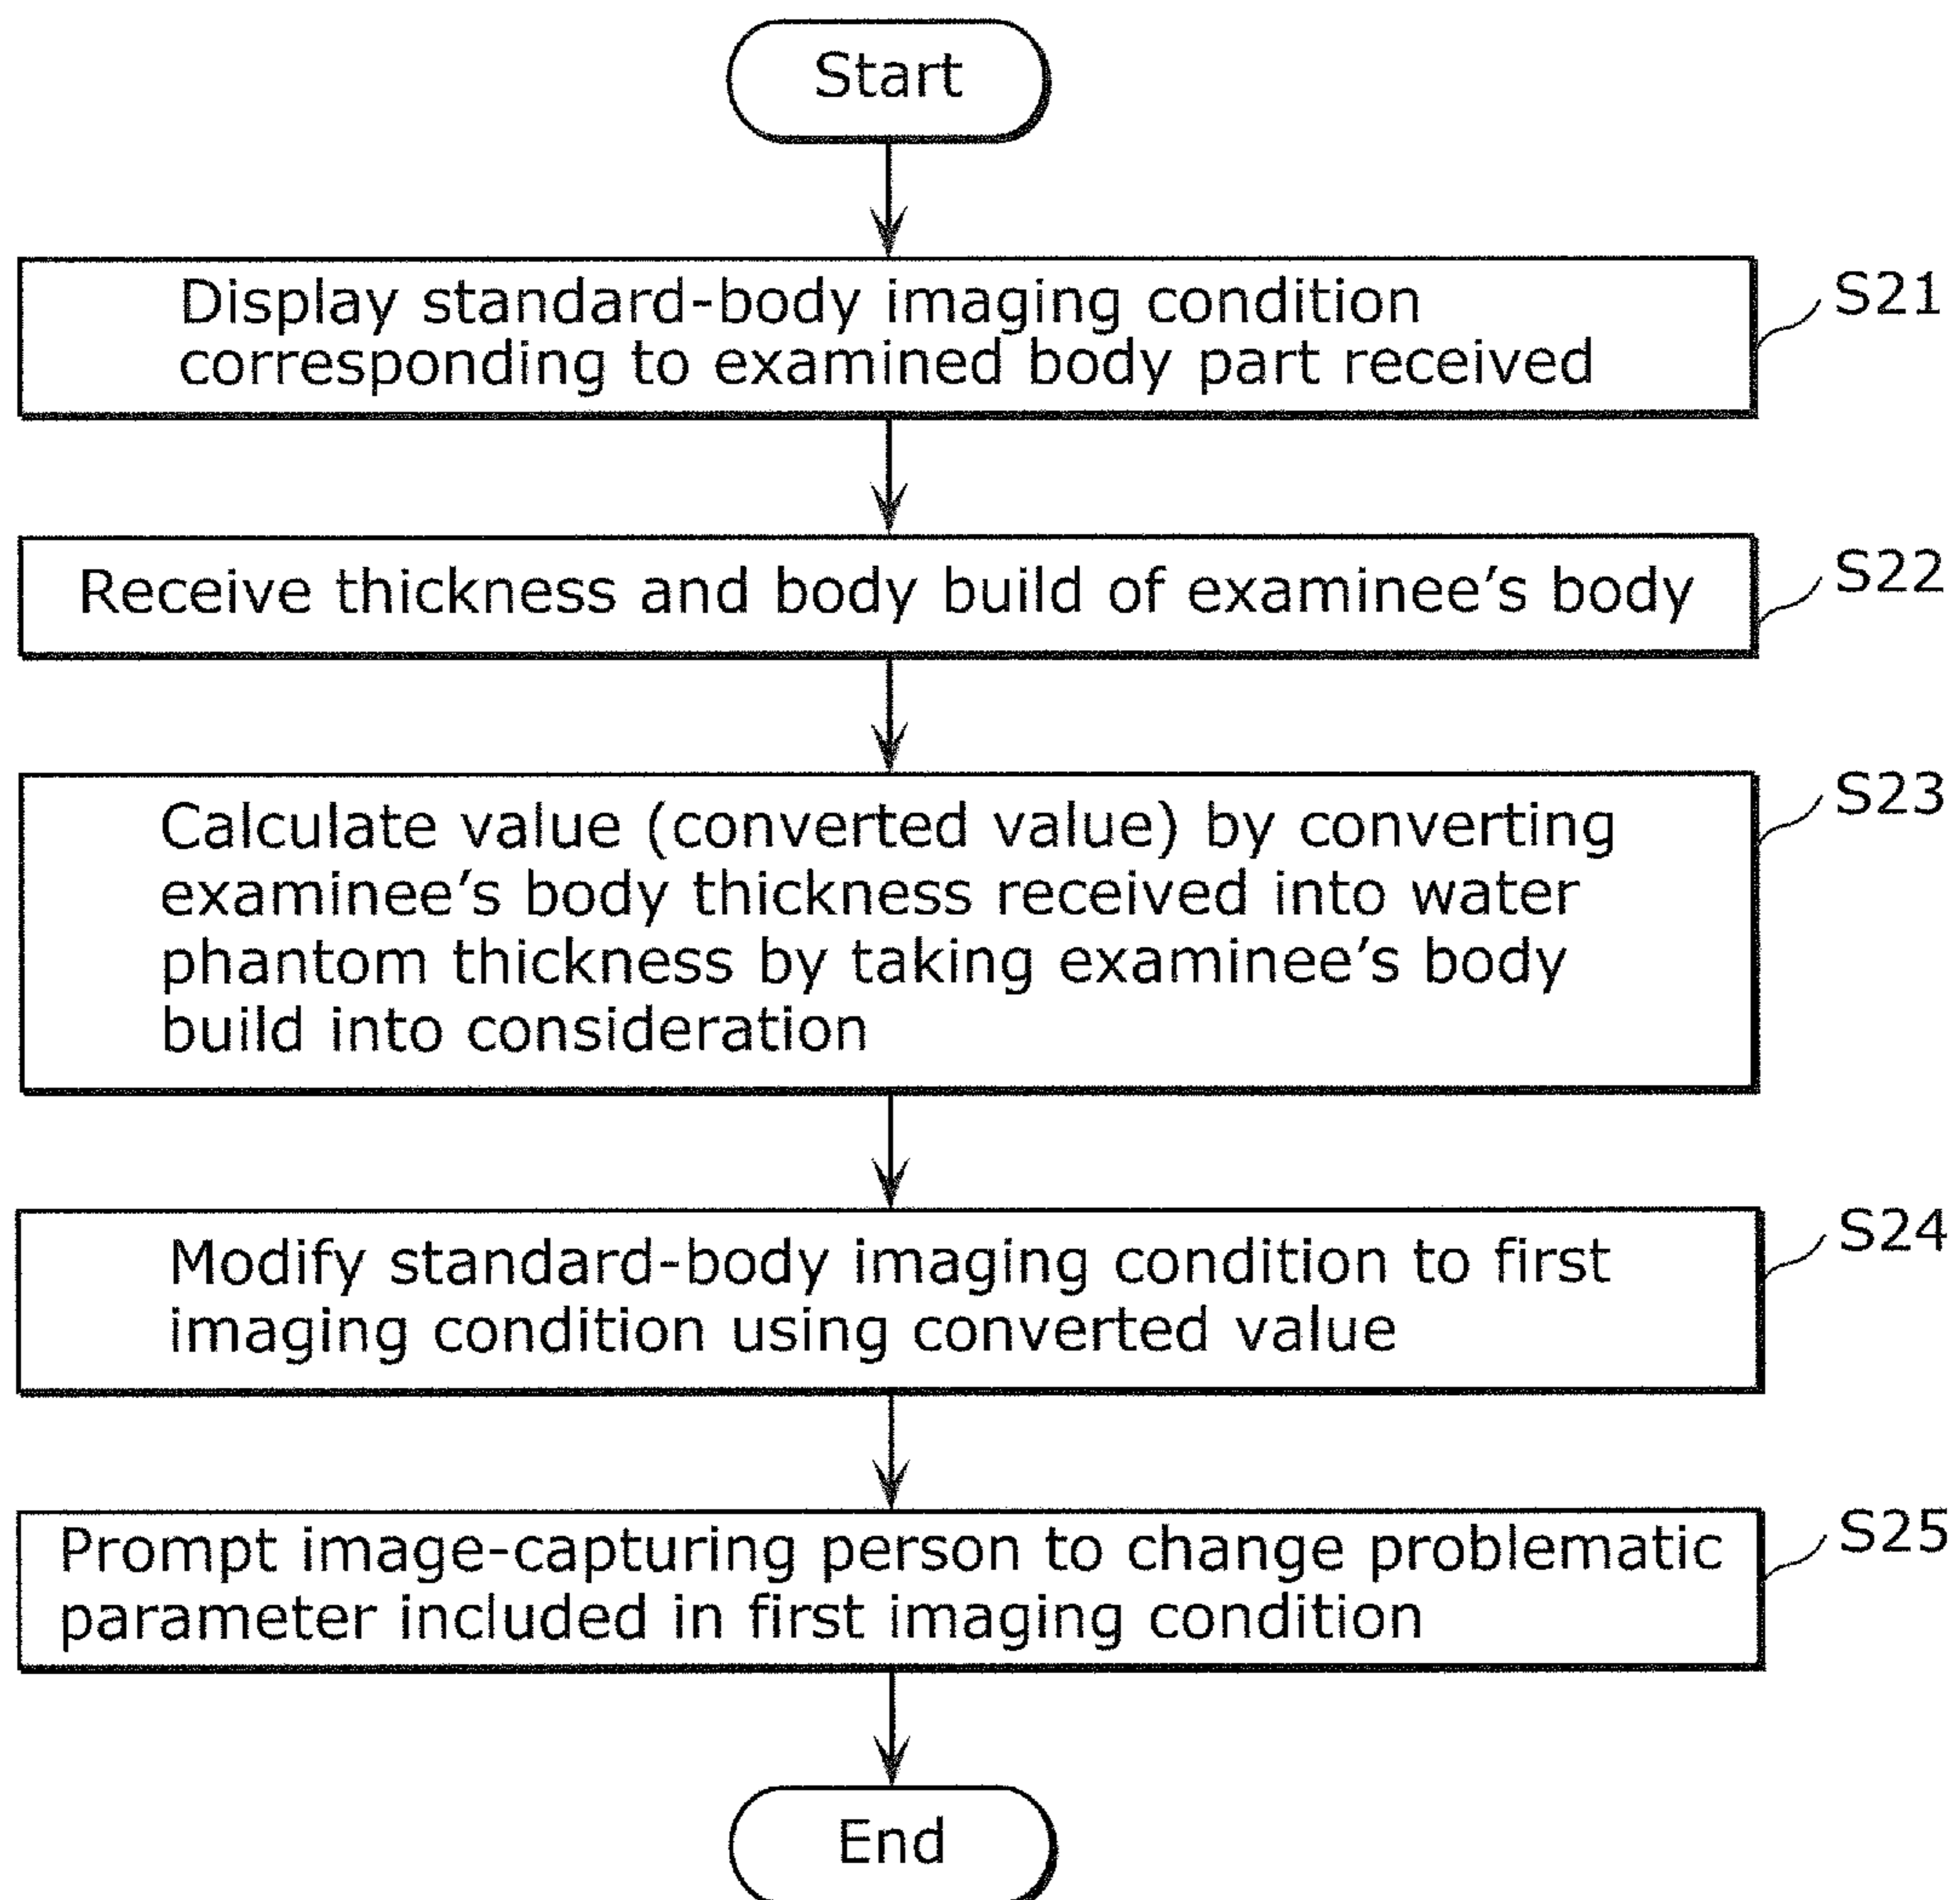 Start
Display standard-body imaging condition
corresponding to examined body part received
S21
Receive thickness and body build of examinee's body
S22
Calculate value (converted value) by converting
examinee's body thickness received into water
phantom thickness by taking examinee's body
build into consideration
S23
Modify standard-body imaging condition to first
imaging condition using converted value
S24
Prompt image-capturing person to change problematic
parameter included in first imaging condition
S25
End